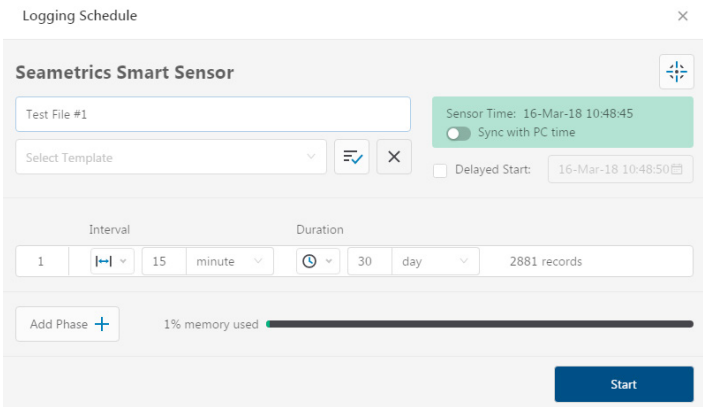 Logging Schedule
Seametrics Smart Sensor
Test File #1
Sensor Time: 16-Mar-18 10:48:45
Sync with PC time
Select Template
Delayed Start: 16-Mar-18 10:48:50
Interval Duration
1 15 minute 30 day 2881 records
Add Phase 1% memory used
Start